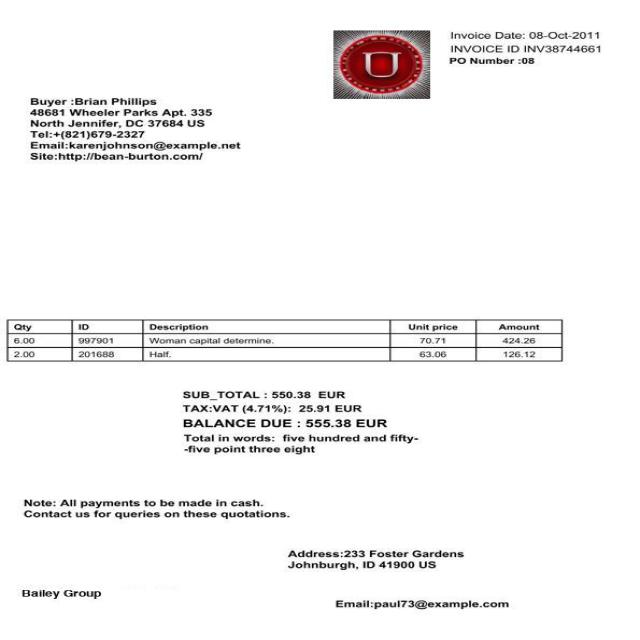 Invoice Date: 08-Oct-2011
INVOICE ID INV38744661
PO Number :08
U
Buyer :Brian Phillips
48681 Wheeler Parks Apt. 335
North Jennifer, DC 37684 US
Tel:+(821)679-2327
Email:karenjohnson@example.net
Site:http://bean-burton.com/
Qty ID Description Unit price Amount
6.00 997901 Woman capital determine. 70.71 424.26
2.00 201688 Half. 63.06 126.12
SUB_TOTAL : 550.38 EUR
TAX:VAT (4.71%): 25.91 EUR
BALANCE DUE : 555.38 EUR
Total in words: five hundred and fifty-
-five point three eight
Note: All payments to be made in cash.
Contact us for queries on these quotations.
Address:233 Foster Gardens
Johnburgh, ID 41900 US
Bailey Group
Email:paul73@example.com